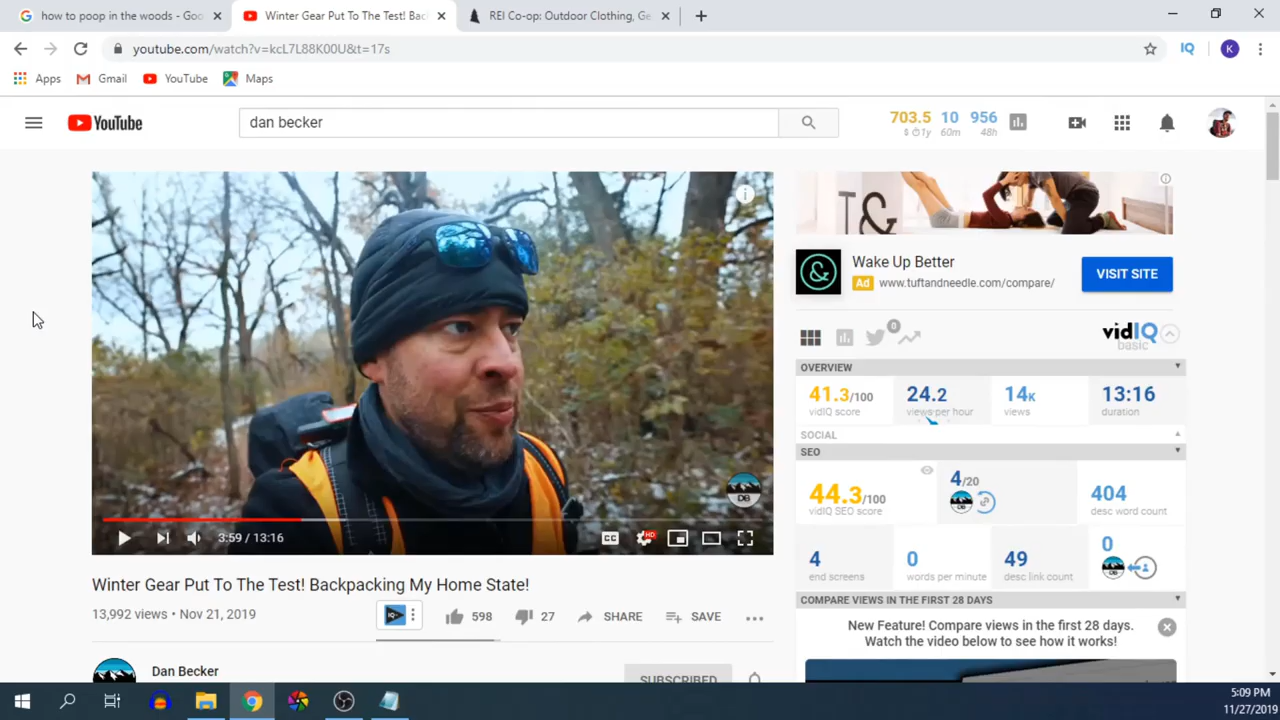 how to poop in the woods - Goo
Winter Gear Put To The Test! Bac
REI Co-op: Outdoor Clothing, Ge
youtube.com/watch?v=kcL7L88K00U&t=17s
IQ
K
Apps
Gmail
YouTube
Maps
YouTube
dan becker
703.5 10 956
$ 1y 60m 48h
T&
Wake Up Better
Ad www.tuftandneedle.com/compare/
VISIT SITE
0
vidIQ
basic
OVERVIEW
41.3/100 24.2 14K 13:16
vidIQ score views per hour views duration
SOCIAL
SEO
44.3/100 4/20 404
vidIQ SEO score desc word count
4 0 49 0
end screens words per minute desc link count
COMPARE VIEWS IN THE FIRST 28 DAYS
New Feature! Compare views in the first 28 days.
Watch the video below to see how it works!
DB
3:59 / 13:16
CC
HD
Winter Gear Put To The Test! Backpacking My Home State!
13,992 views • Nov 21, 2019
598
27
SHARE
SAVE
Dan Becker
SUBSCRIBED
5:09 PM
11/27/2019